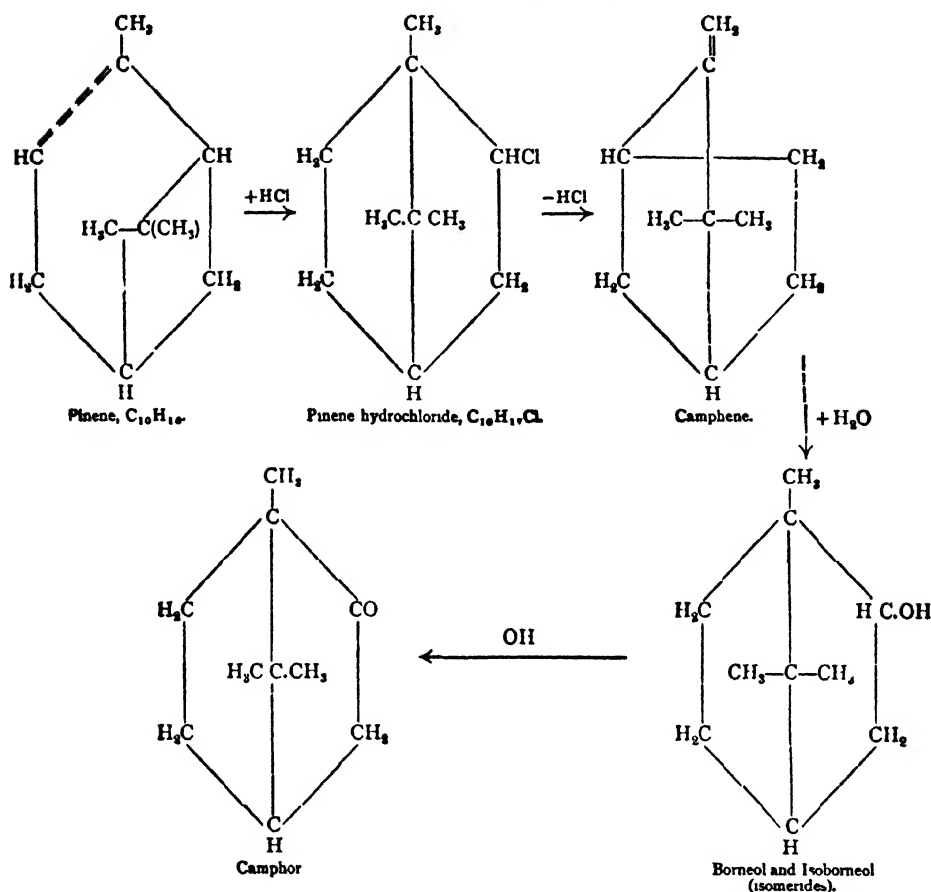 CH₃ CH₃ CH₂
C C C
HC CH H₂C CHCl HC CH₂
+HCl -HCl
H₃C-C(CH₃) H₃C.C CH₃ H₃C-C-CH₃
H₂C CH₂ H₂C CH₂ H₂C CH₂
C C C
H H H
Pinene, C₁₀H₁₆. Pinene hydrochloride, C₁₀H₁₇Cl. Camphene.
+H₂O
CH₃ CH₃
C C
H₂C CO H₂C H C.OH
OH
H₃C C.CH₃ CH₃-C-CH₃
H₂C CH₂ H₂C CH₂
C C
H H
Camphor Borneol and Isoborneol
(isomerides).